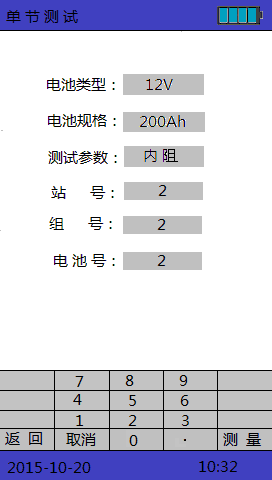 单节测试
电池类型： 12V
电池规格： 200Ah
测试参数： 内阻
站 号： 2
组 号： 2
电池号： 2
7 8 9
4 5 6
1 2 3
返回 取消 0 · 测量
2015-10-20 10:32